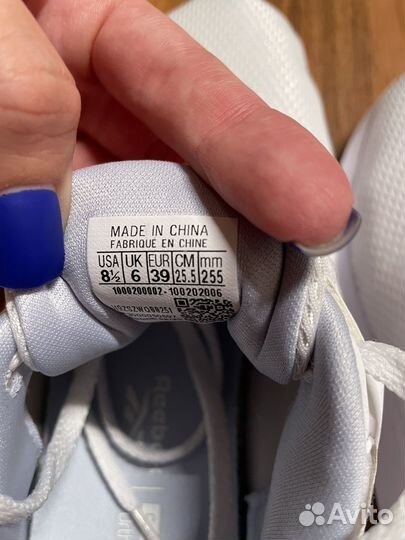 MADE IN CHINA
FABRIQUE EN CHINE
USA UK EUR CM mm
8½ 6 39 25.5 255
1000200002-100202006
Reebok
Avito